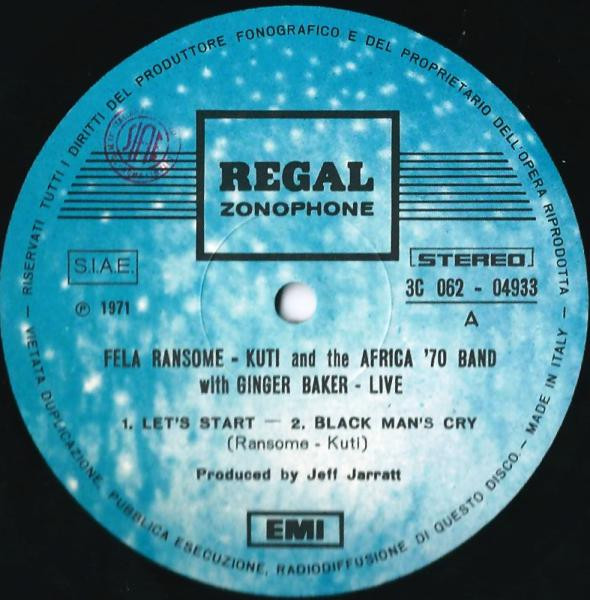 RISERVATI TUTTI I DIRITTI DEL PRODUTTORE FONOGRAFICO E DEL PROPRIETARIO DELL'OPERA RIPRODOTTA –
REGAL
ZONOPHONE
SIAE
S.I.A.E.
℗ 1971
STEREO
3C 062 - 04933
A
FELA RANSOME - KUTI and the AFRICA '70 BAND
with GINGER BAKER - LIVE
1. LET'S START — 2. BLACK MAN'S CRY
(Ransome - Kuti)
Produced by Jeff Jarratt
EMI
– VIETATA DUPLICAZIONE, PUBBLICA ESECUZIONE, RADIODIFFUSIONE DI QUESTO DISCO. – MADE IN ITALY –